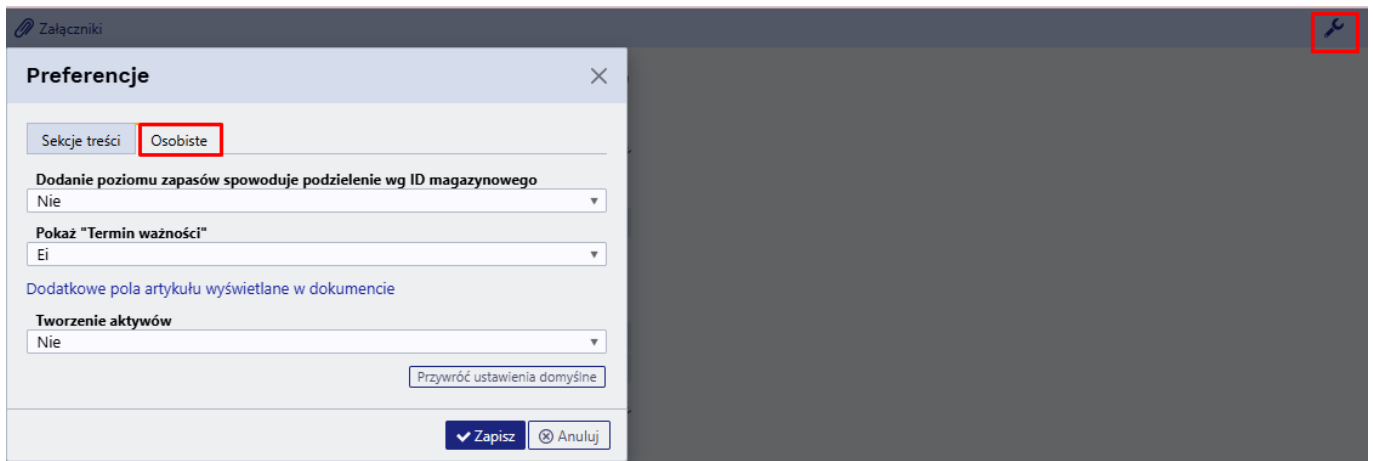 Załączniki
Preferencje
Sekcje treści Osobiste
Dodanie poziomu zapasów spowoduje podzielenie wg ID magazynowego
Nie
Pokaż "Termin ważności"
Ei
Dodatkowe pola artykułu wyświetlane w dokumencie
Tworzenie aktywów
Nie
Przywróć ustawienia domyślne
Zapisz Anuluj